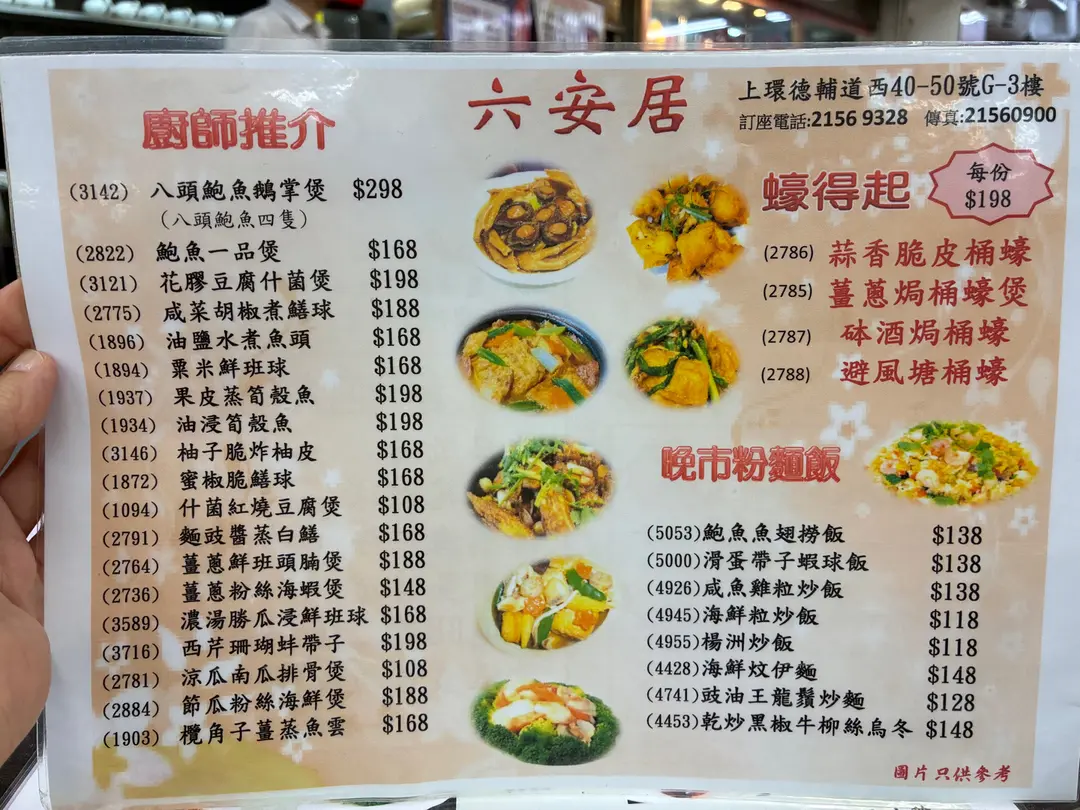 六安居
上環德輔道西40-50號G-3樓
訂座電話:2156 9328 傳真:21560900
廚師推介
(3142) 八頭鮑魚鵝掌煲 $298
(八頭鮑魚四隻)
(2822) 鮑魚一品煲 $168
(3121) 花膠豆腐什菌煲 $198
(2775) 咸菜胡椒煮鱔球 $188
(1896) 油鹽水煮魚頭 $168
(1894) 粟米鮮班球 $168
(1937) 果皮蒸筍殼魚 $198
(1934) 油浸筍殼魚 $198
(3146) 柚子脆炸柚皮 $168
(1872) 蜜椒脆鱔球 $168
(1094) 什菌紅燒豆腐煲 $108
(2791) 麵豉醬蒸白鱔 $168
(2764) 薑蔥鮮班頭腩煲 $188
(2736) 薑蔥粉絲海蝦煲 $148
(3589) 濃湯勝瓜浸鮮班球 $168
(3716) 西芹珊瑚蚌帶子 $198
(2781) 涼瓜南瓜排骨煲 $108
(2884) 節瓜粉絲海鮮煲 $188
(1903) 欖角子薑蒸魚雲 $168
蠔得起
每份
$198
(2786) 蒜香脆皮桶蠔
(2785) 薑蔥焗桶蠔煲
(2787) 砵酒焗桶蠔
(2788) 避風塘桶蠔
晚市粉麵飯
(5053)鮑魚魚翅撈飯 $138
(5000)滑蛋帶子蝦球飯 $138
(4926)咸魚雞粒炒飯 $138
(4945)海鮮粒炒飯 $118
(4955)楊洲炒飯 $118
(4428)海鮮炆伊麵 $148
(4741)豉油王龍鬚炒麵 $128
(4453)乾炒黑椒牛柳絲烏冬 $148
圖片只供參考